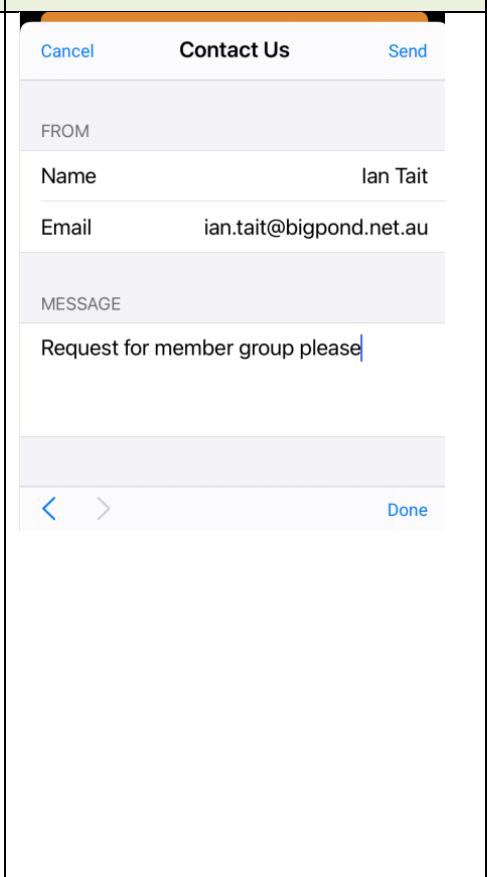 Cancel Contact Us Send
FROM
Name Ian Tait
Email ian.tait@bigpond.net.au
MESSAGE
Request for member group please
Done